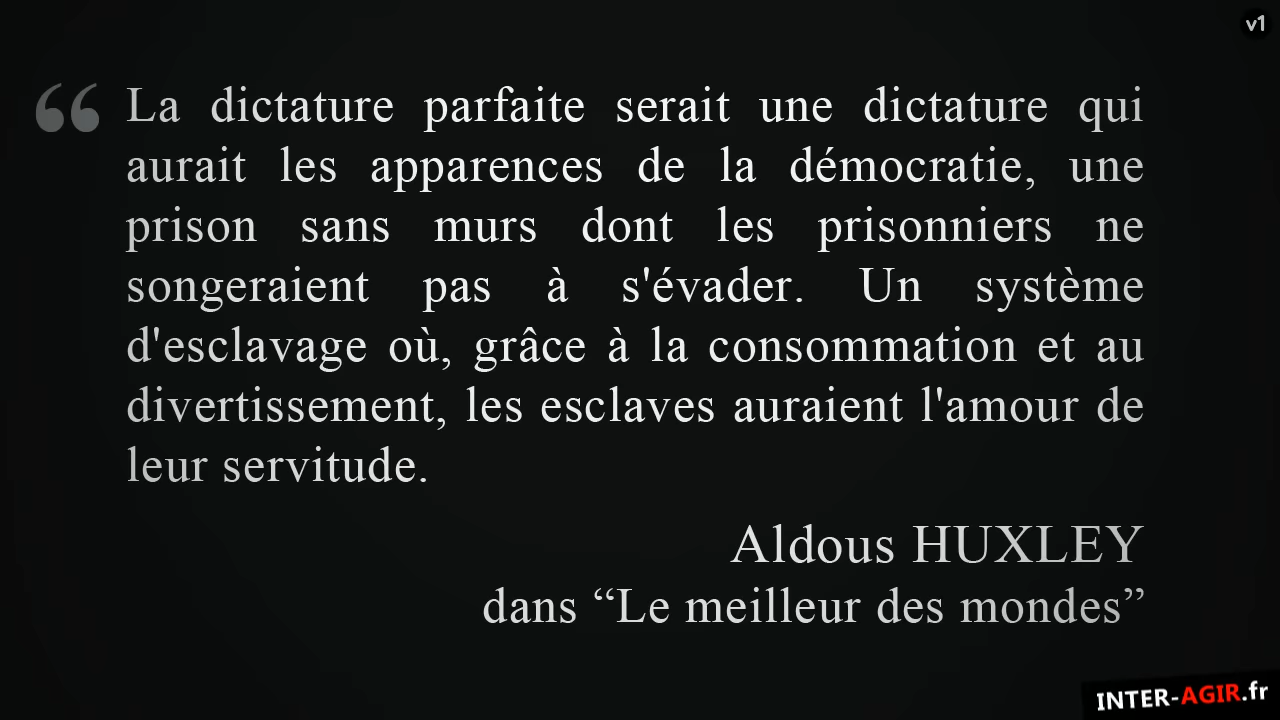 v1
“ La dictature parfaite serait une dictature qui
aurait les apparences de la démocratie, une
prison sans murs dont les prisonniers ne
songeraient pas à s'évader. Un système
d'esclavage où, grâce à la consommation et au
divertissement, les esclaves auraient l'amour de
leur servitude.
Aldous HUXLEY
dans “Le meilleur des mondes”
INTER-AGIR.fr